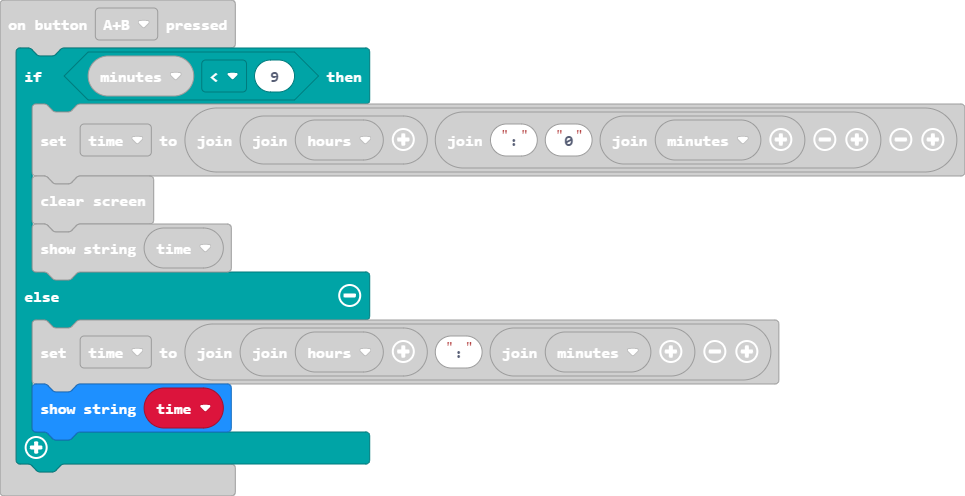 on button A+B pressed
if minutes < 9 then
set time to join join hours join ":" "0" join minutes
clear screen
show string time
else
set time to join join hours ":" join minutes
show string time